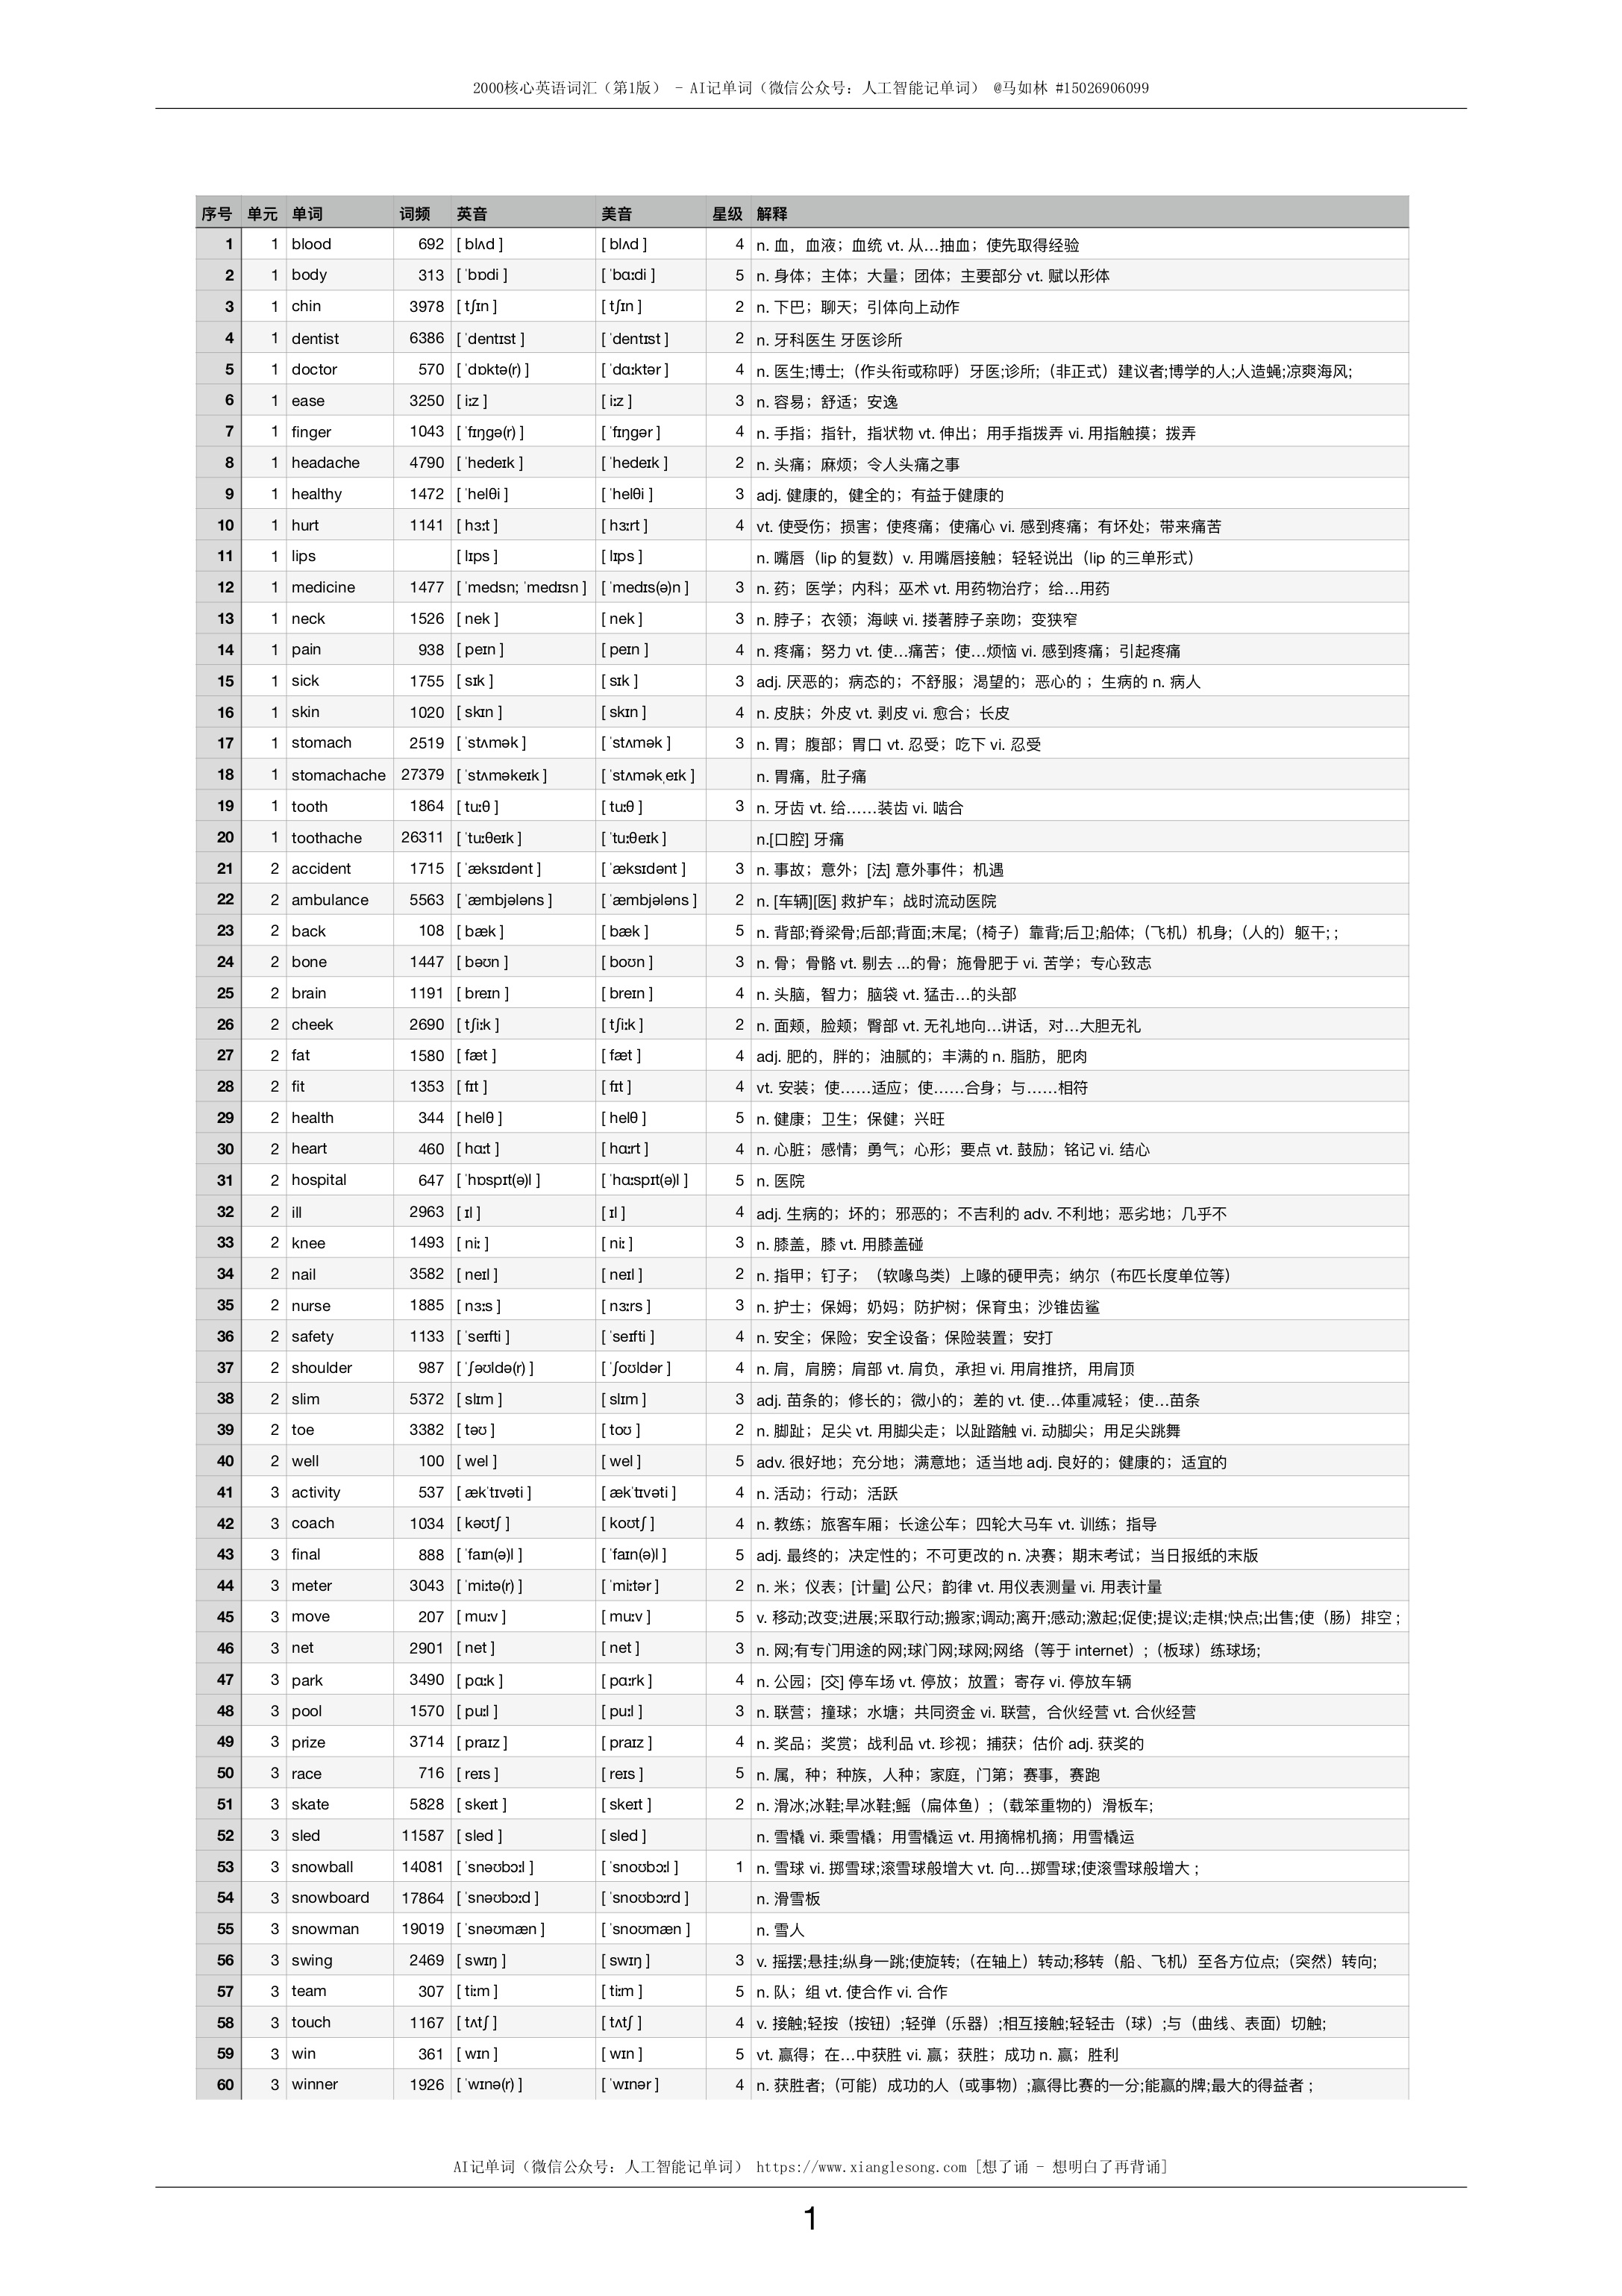 2000核心英语词汇（第1版） - AI记单词（微信公众号：人工智能记单词） @马如林 #15026906099
序号 单元 单词 词频 英音 美音 星级 解释
1 1 blood 692 [ blʌd ] [ blʌd ] 4 n. 血，血液；血统 vt. 从…抽血；使先取得经验
2 1 body 313 [ ˈbɒdi ] [ ˈbɑːdi ] 5 n. 身体；主体；大量；团体；主要部分 vt. 赋以形体
3 1 chin 3978 [ tʃɪn ] [ tʃɪn ] 2 n. 下巴；聊天；引体向上动作
4 1 dentist 6386 [ ˈdentɪst ] [ ˈdentɪst ] 2 n. 牙科医生 牙医诊所
5 1 doctor 570 [ ˈdɒktə(r) ] [ ˈdɑːktər ] 4 n. 医生;博士;（作头衔或称呼）牙医;诊所;（非正式）建议者;博学的人;人造蝇;凉爽海风;
6 1 ease 3250 [ iːz ] [ iːz ] 3 n. 容易；舒适；安逸
7 1 finger 1043 [ ˈfɪŋgə(r) ] [ ˈfɪŋgər ] 4 n. 手指；指针，指状物 vt. 伸出；用手指拨弄 vi. 用指触摸；拨弄
8 1 headache 4790 [ ˈhedeɪk ] [ ˈhedeɪk ] 2 n. 头痛；麻烦；令人头痛之事
9 1 healthy 1472 [ ˈhelθi ] [ ˈhelθi ] 3 adj. 健康的，健全的；有益于健康的
10 1 hurt 1141 [ hɜːt ] [ hɜːrt ] 4 vt. 使受伤；损害；使疼痛；使痛心 vi. 感到疼痛；有坏处；带来痛苦
11 1 lips [ lɪps ] [ lɪps ] n. 嘴唇（lip 的复数）v. 用嘴唇接触；轻轻说出（lip 的三单形式）
12 1 medicine 1477 [ ˈmedsn; ˈmedɪsn ] [ ˈmedɪs(ə)n ] 3 n. 药；医学；内科；巫术 vt. 用药物治疗；给…用药
13 1 neck 1526 [ nek ] [ nek ] 3 n. 脖子；衣领；海峡 vi. 搂著脖子亲吻；变狭窄
14 1 pain 938 [ peɪn ] [ peɪn ] 4 n. 疼痛；努力 vt. 使…痛苦；使…烦恼 vi. 感到疼痛；引起疼痛
15 1 sick 1755 [ sɪk ] [ sɪk ] 3 adj. 厌恶的；病态的；不舒服；渴望的；恶心的 ；生病的 n. 病人
16 1 skin 1020 [ skɪn ] [ skɪn ] 4 n. 皮肤；外皮 vt. 剥皮 vi. 愈合；长皮
17 1 stomach 2519 [ ˈstʌmək ] [ ˈstʌmək ] 3 n. 胃；腹部；胃口 vt. 忍受；吃下 vi. 忍受
18 1 stomachache 27379 [ ˈstʌməkeɪk ] [ ˈstʌməkˌeɪk ] n. 胃痛，肚子痛
19 1 tooth 1864 [ tuːθ ] [ tuːθ ] 3 n. 牙齿 vt. 给……装齿 vi. 啮合
20 1 toothache 26311 [ ˈtuːθeɪk ] [ ˈtuːθeɪk ] n.[口腔] 牙痛
21 2 accident 1715 [ ˈæksɪdənt ] [ ˈæksɪdənt ] 3 n. 事故；意外；[法] 意外事件；机遇
22 2 ambulance 5563 [ ˈæmbjələns ] [ ˈæmbjələns ] 2 n. [车辆][医] 救护车；战时流动医院
23 2 back 108 [ bæk ] [ bæk ] 5 n. 背部;脊梁骨;后部;背面;末尾;（椅子）靠背;后卫;船体;（飞机）机身;（人的）躯干; ;
24 2 bone 1447 [ bəʊn ] [ boʊn ] 3 n. 骨；骨骼 vt. 剔去 ...的骨；施骨肥于 vi. 苦学；专心致志
25 2 brain 1191 [ breɪn ] [ breɪn ] 4 n. 头脑，智力；脑袋 vt. 猛击…的头部
26 2 cheek 2690 [ tʃiːk ] [ tʃiːk ] 2 n. 面颊，脸颊；臀部 vt. 无礼地向…讲话，对…大胆无礼
27 2 fat 1580 [ fæt ] [ fæt ] 4 adj. 肥的，胖的；油腻的；丰满的 n. 脂肪，肥肉
28 2 fit 1353 [ fɪt ] [ fɪt ] 4 vt. 安装；使……适应；使……合身；与……相符
29 2 health 344 [ helθ ] [ helθ ] 5 n. 健康；卫生；保健；兴旺
30 2 heart 460 [ hɑːt ] [ hɑːrt ] 4 n. 心脏；感情；勇气；心形；要点 vt. 鼓励；铭记 vi. 结心
31 2 hospital 647 [ ˈhɒspɪt(ə)l ] [ ˈhɑːspɪt(ə)l ] 5 n. 医院
32 2 ill 2963 [ ɪl ] [ ɪl ] 4 adj. 生病的；坏的；邪恶的；不吉利的 adv. 不利地；恶劣地；几乎不
33 2 knee 1493 [ niː ] [ niː ] 3 n. 膝盖，膝 vt. 用膝盖碰
34 2 nail 3582 [ neɪl ] [ neɪl ] 2 n. 指甲；钉子；（软喙鸟类）上喙的硬甲壳；纳尔（布匹长度单位等）
35 2 nurse 1885 [ nɜːs ] [ nɜːrs ] 3 n. 护士；保姆；奶妈；防护树；保育虫；沙锥齿鲨
36 2 safety 1133 [ ˈseɪfti ] [ ˈseɪfti ] 4 n. 安全；保险；安全设备；保险装置；安打
37 2 shoulder 987 [ ˈʃəʊldə(r) ] [ ˈʃoʊldər ] 4 n. 肩，肩膀；肩部 vt. 肩负，承担 vi. 用肩推挤，用肩顶
38 2 slim 5372 [ slɪm ] [ slɪm ] 3 adj. 苗条的；修长的；微小的；差的 vt. 使…体重减轻；使…苗条
39 2 toe 3382 [ təʊ ] [ toʊ ] 2 n. 脚趾；足尖 vt. 用脚尖走；以趾踏触 vi. 动脚尖；用足尖跳舞
40 2 well 100 [ wel ] [ wel ] 5 adv. 很好地；充分地；满意地；适当地 adj. 良好的；健康的；适宜的
41 3 activity 537 [ ækˈtɪvəti ] [ ækˈtɪvəti ] 4 n. 活动；行动；活跃
42 3 coach 1034 [ kəʊtʃ ] [ koʊtʃ ] 4 n. 教练；旅客车厢；长途公车；四轮大马车 vt. 训练；指导
43 3 final 888 [ ˈfaɪn(ə)l ] [ ˈfaɪn(ə)l ] 5 adj. 最终的；决定性的；不可更改的 n. 决赛；期末考试；当日报纸的末版
44 3 meter 3043 [ ˈmiːtə(r) ] [ ˈmiːtər ] 2 n. 米；仪表；[计量] 公尺；韵律 vt. 用仪表测量 vi. 用表计量
45 3 move 207 [ muːv ] [ muːv ] 5 v. 移动;改变;进展;采取行动;搬家;调动;离开;感动;激起;促使;提议;走棋;快点;出售;使（肠）排空 ;
46 3 net 2901 [ net ] [ net ] 3 n. 网;有专门用途的网;球门网;球网;网络（等于 internet）;（板球）练球场;
47 3 park 3490 [ pɑːk ] [ pɑːrk ] 4 n. 公园；[交] 停车场 vt. 停放；放置；寄存 vi. 停放车辆
48 3 pool 1570 [ puːl ] [ puːl ] 3 n. 联营；撞球；水塘；共同资金 vi. 联营，合伙经营 vt. 合伙经营
49 3 prize 3714 [ praɪz ] [ praɪz ] 4 n. 奖品；奖赏；战利品 vt. 珍视；捕获；估价 adj. 获奖的
50 3 race 716 [ reɪs ] [ reɪs ] 5 n. 属，种；种族，人种；家庭，门第；赛事，赛跑
51 3 skate 5828 [ skeɪt ] [ skeɪt ] 2 n. 滑冰;冰鞋;旱冰鞋;鳐（扁体鱼）;（载笨重物的）滑板车;
52 3 sled 11587 [ sled ] [ sled ] n. 雪橇 vi. 乘雪橇；用雪橇运 vt. 用摘棉机摘；用雪橇运
53 3 snowball 14081 [ ˈsnəʊbɔːl ] [ ˈsnoʊbɔːl ] 1 n. 雪球 vi. 掷雪球;滚雪球般增大 vt. 向…掷雪球;使滚雪球般增大 ;
54 3 snowboard 17864 [ ˈsnəʊbɔːd ] [ ˈsnoʊbɔːrd ] n. 滑雪板
55 3 snowman 19019 [ ˈsnəʊmæn ] [ ˈsnoʊmæn ] n. 雪人
56 3 swing 2469 [ swɪŋ ] [ swɪŋ ] 3 v. 摇摆;悬挂;纵身一跳;使旋转;（在轴上）转动;移转（船、飞机）至各方位点;（突然）转向;
57 3 team 307 [ tiːm ] [ tiːm ] 5 n. 队；组 vt. 使合作 vi. 合作
58 3 touch 1167 [ tʌtʃ ] [ tʌtʃ ] 4 v. 接触;轻按（按钮）;轻弹（乐器）;相互接触;轻轻击（球）;与（曲线、表面）切触;
59 3 win 361 [ wɪn ] [ wɪn ] 5 vt. 赢得；在…中获胜 vi. 赢；获胜；成功 n. 赢；胜利
60 3 winner 1926 [ ˈwɪnə(r) ] [ ˈwɪnər ] 4 n. 获胜者;（可能）成功的人（或事物）;赢得比赛的一分;能赢的牌;最大的得益者 ;
AI记单词（微信公众号：人工智能记单词） https://www.xianglesong.com [想了诵 - 想明白了再背诵]
1